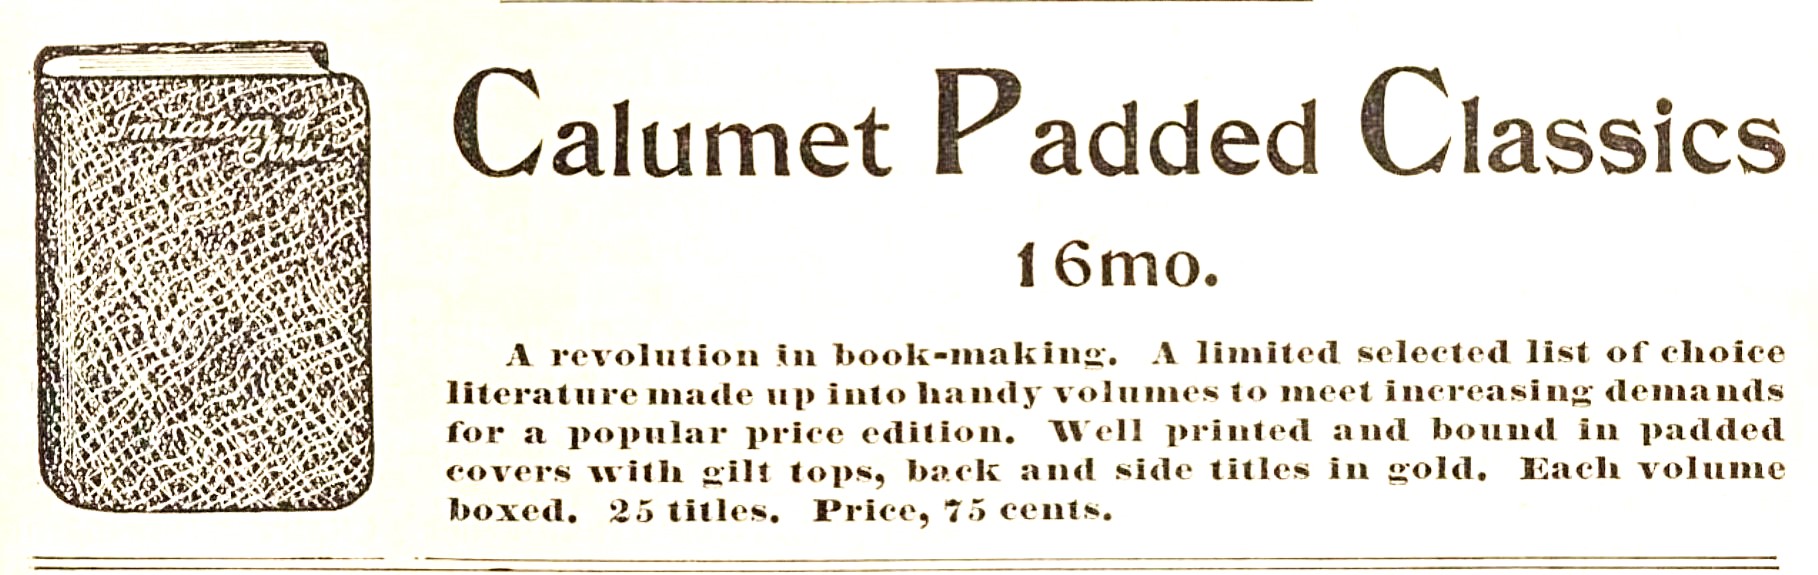 Imitation of
Christ
Calumet Padded Classics
16mo.
A revolution in book-making. A limited selected list of choice
literature made up into handy volumes to meet increasing demands
for a popular price edition. Well printed and bound in padded
covers with gilt tops, back and side titles in gold. Each volume
boxed. 25 titles. Price, 75 cents.